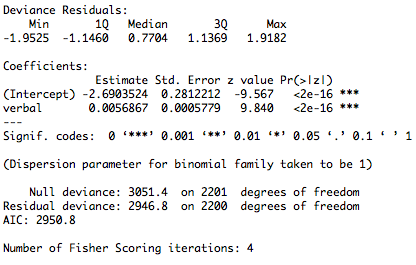 Deviance Residuals:
    Min       1Q   Median       3Q      Max
-1.9525  -1.1460   0.7704   1.1369   1.9182
Coefficients:
              Estimate Std. Error z value Pr(>|z|)
(Intercept) -2.6903524  0.2812212  -9.567   <2e-16 ***
verbal       0.0056867  0.0005779   9.840   <2e-16 ***
---
Signif. codes:  0 ‘***’ 0.001 ‘**’ 0.01 ‘*’ 0.05 ‘.’ 0.1 ‘ ’ 1
(Dispersion parameter for binomial family taken to be 1)
    Null deviance: 3051.4  on 2201  degrees of freedom
Residual deviance: 2946.8  on 2200  degrees of freedom
AIC: 2950.8
Number of Fisher Scoring iterations: 4